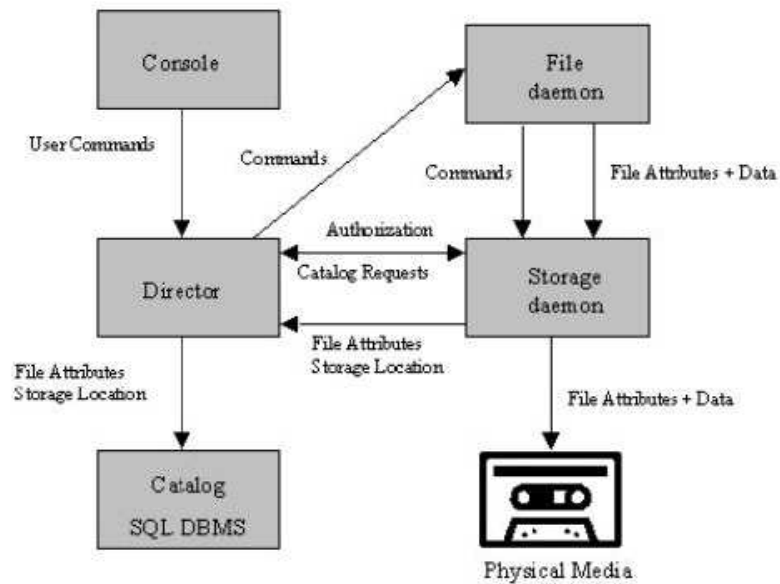 Console
File
daemon
User Commands
Commands
Commands
File Attributes + Data
Authorization
Director
Catalog Requests
Storage
daemon
File Attributes
Storage Location
File Attributes
Storage Location
File Attributes + Data
Catalog
SQL DBMS
Physical Media